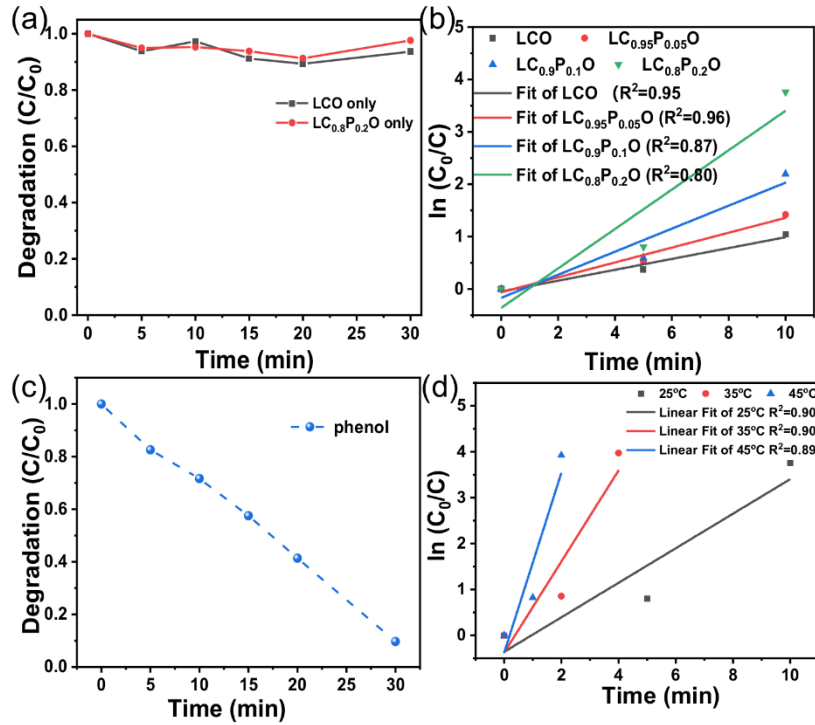 (a)
Degradation (C/C₀)
1.0
0.8
0.6
0.4
0.2
0.0
LCO only
LC₀.₈P₀.₂O only
0 5 10 15 20 25 30
Time (min)
(b)
ln (C₀/C)
5
4
3
2
1
0
LCO LC₀.₉₅P₀.₀₅O
LC₀.₉P₀.₁O LC₀.₈P₀.₂O
Fit of LCO (R²=0.95
Fit of LC₀.₉₅P₀.₀₅O (R²=0.96)
Fit of LC₀.₉P₀.₁O (R²=0.87)
Fit of LC₀.₈P₀.₂O (R²=0.80)
0 2 4 6 8 10
Time (min)
(c)
Degradation (C/C₀)
1.0
0.8
0.6
0.4
0.2
0.0
phenol
0 5 10 15 20 25 30
Time (min)
(d)
ln (C₀/C)
5
4
3
2
1
0
25ºC 35ºC 45ºC
Linear Fit of 25ºC R²=0.90
Linear Fit of 35ºC R²=0.90
Linear Fit of 45ºC R²=0.89
0 2 4 6 8 10
Time (min)